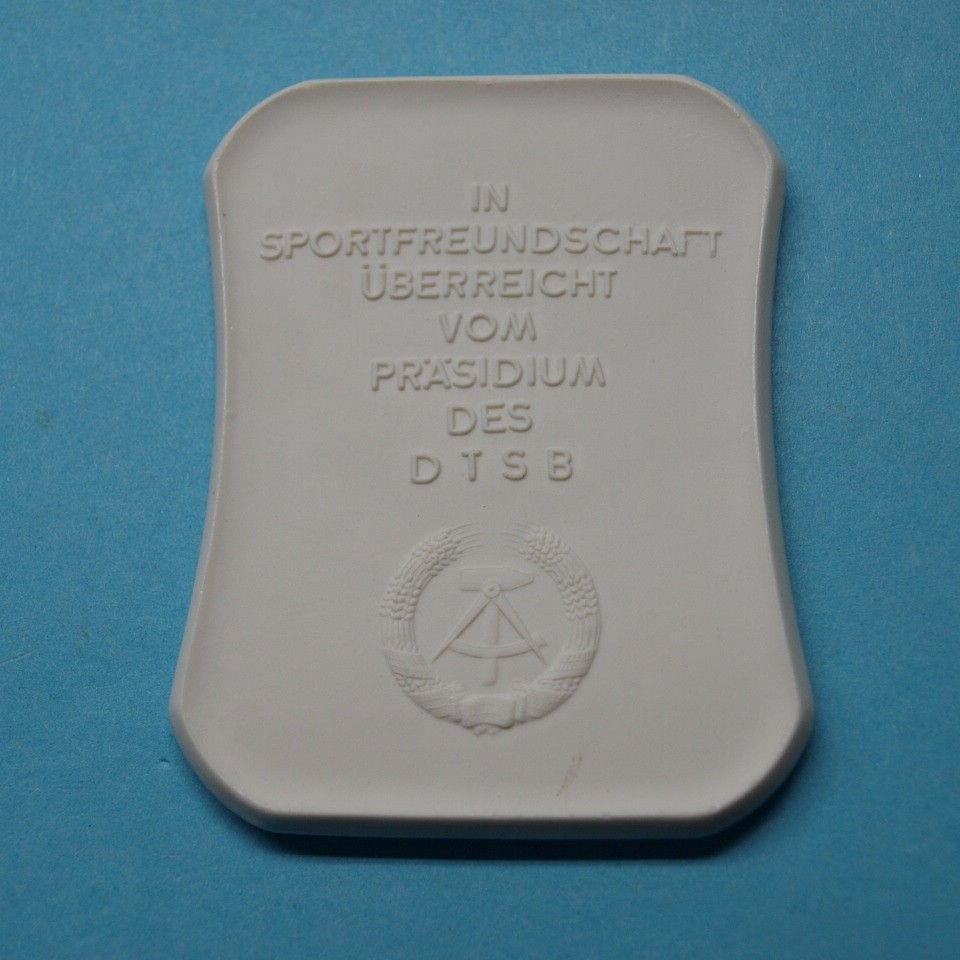 IN
SPORTFREUNDSCHAFT
ÜBERREICHT
VOM
PRÄSIDIUM
DES
D T S B